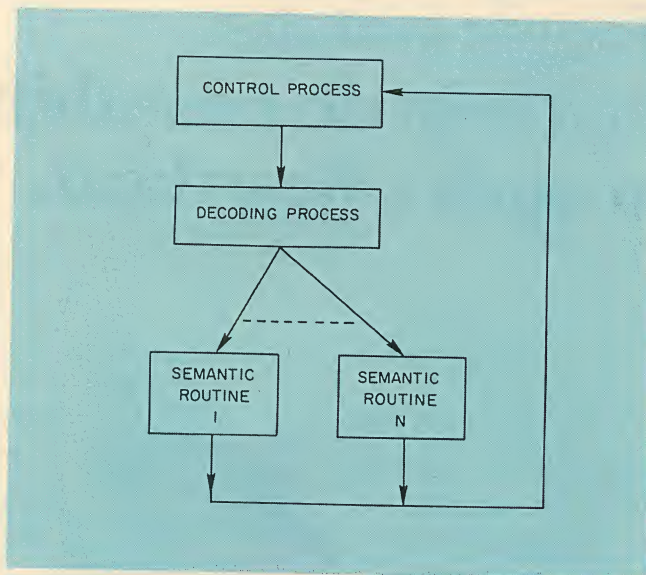 CONTROL PROCESS
DECODING PROCESS
SEMANTIC
ROUTINE
I
SEMANTIC
ROUTINE
N